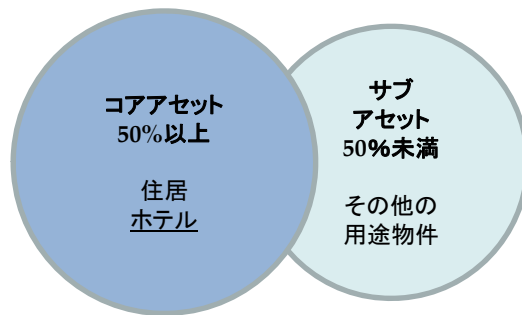 コアアセット
50%以上
住居
ホテル
サブ
アセット
50%未満
その他の
用途物件